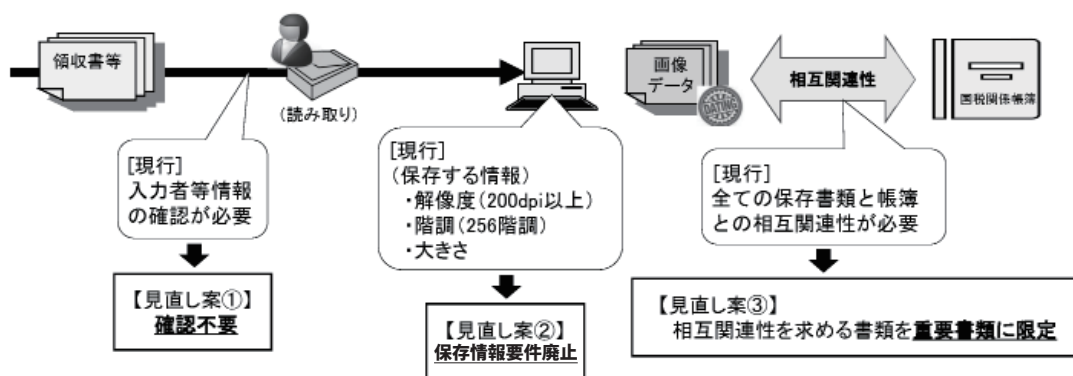 領収書等
(読み取り)
画像
データ
DATING
相互関連性
国税関係帳簿
[現行]
入力者等情報
の確認が必要
[現行]
(保存する情報)
・解像度(200dpi以上)
・階調(256階調)
・大きさ
[現行]
全ての保存書類と帳簿
との相互関連性が必要
【見直し案①】
確認不要
【見直し案②】
保存情報要件廃止
【見直し案③】
相互関連性を求める書類を重要書類に限定